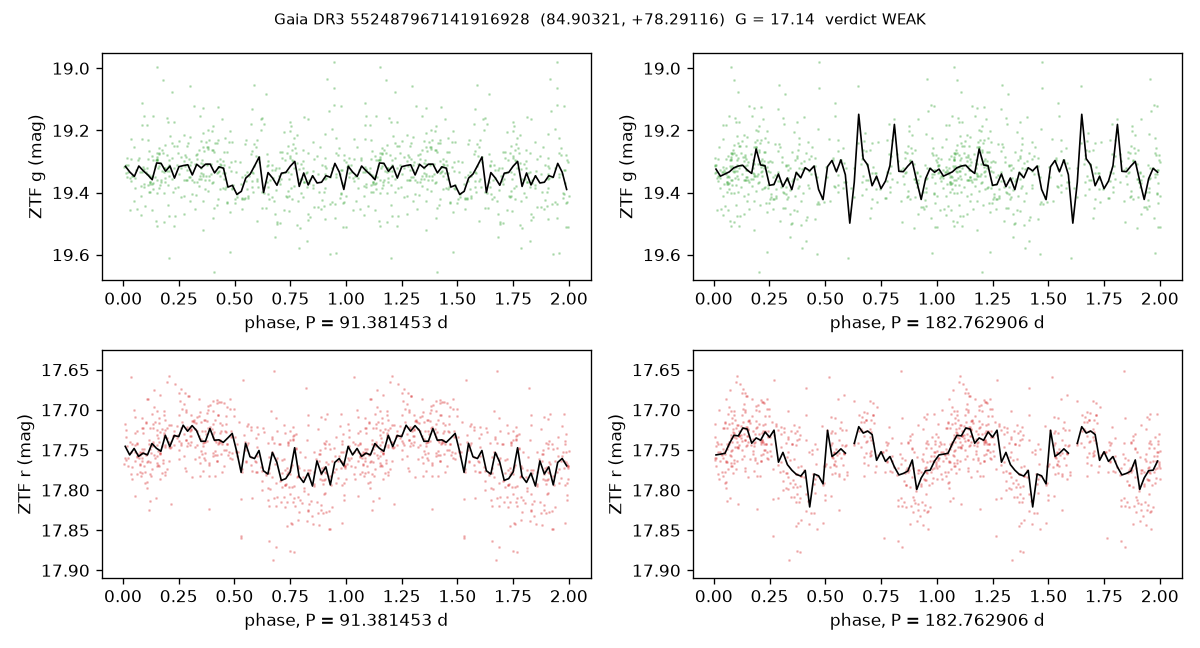 Gaia DR3 552487967141916928 (84.90321, +78.29116) G = 17.14 verdict WEAK
ZTF g (mag)
19.0
19.2
19.4
19.6
0.00 0.25 0.50 0.75 1.00 1.25 1.50 1.75 2.00
phase, P = 91.381453 d
ZTF g (mag)
19.0
19.2
19.4
19.6
0.00 0.25 0.50 0.75 1.00 1.25 1.50 1.75 2.00
phase, P = 182.762906 d
ZTF r (mag)
17.65
17.70
17.75
17.80
17.85
17.90
0.00 0.25 0.50 0.75 1.00 1.25 1.50 1.75 2.00
phase, P = 91.381453 d
ZTF r (mag)
17.65
17.70
17.75
17.80
17.85
17.90
0.00 0.25 0.50 0.75 1.00 1.25 1.50 1.75 2.00
phase, P = 182.762906 d